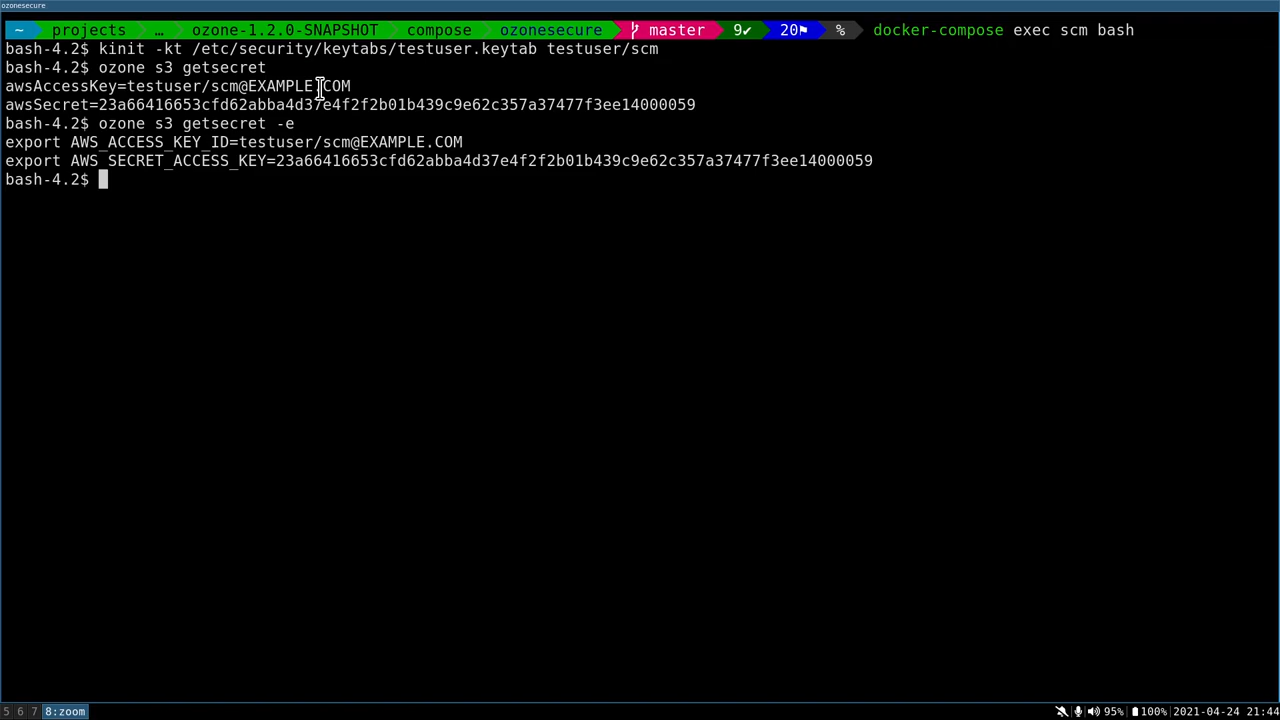 ozonesecure
~ projects … ozone-1.2.0-SNAPSHOT compose ozonesecure master 9✔ 20⚑ % docker-compose exec scm bash
bash-4.2$ kinit -kt /etc/security/keytabs/testuser.keytab testuser/scm
bash-4.2$ ozone s3 getsecret
awsAccessKey=testuser/scm@EXAMPLE.COM
awsSecret=23a66416653cfd62abba4d37e4f2f2b01b439c9e62c357a37477f3ee14000059
bash-4.2$ ozone s3 getsecret -e
export AWS_ACCESS_KEY_ID=testuser/scm@EXAMPLE.COM
export AWS_SECRET_ACCESS_KEY=23a66416653cfd62abba4d37e4f2f2b01b439c9e62c357a37477f3ee14000059
bash-4.2$
5 6 7 8:zoom 95% 100% 2021-04-24 21:44